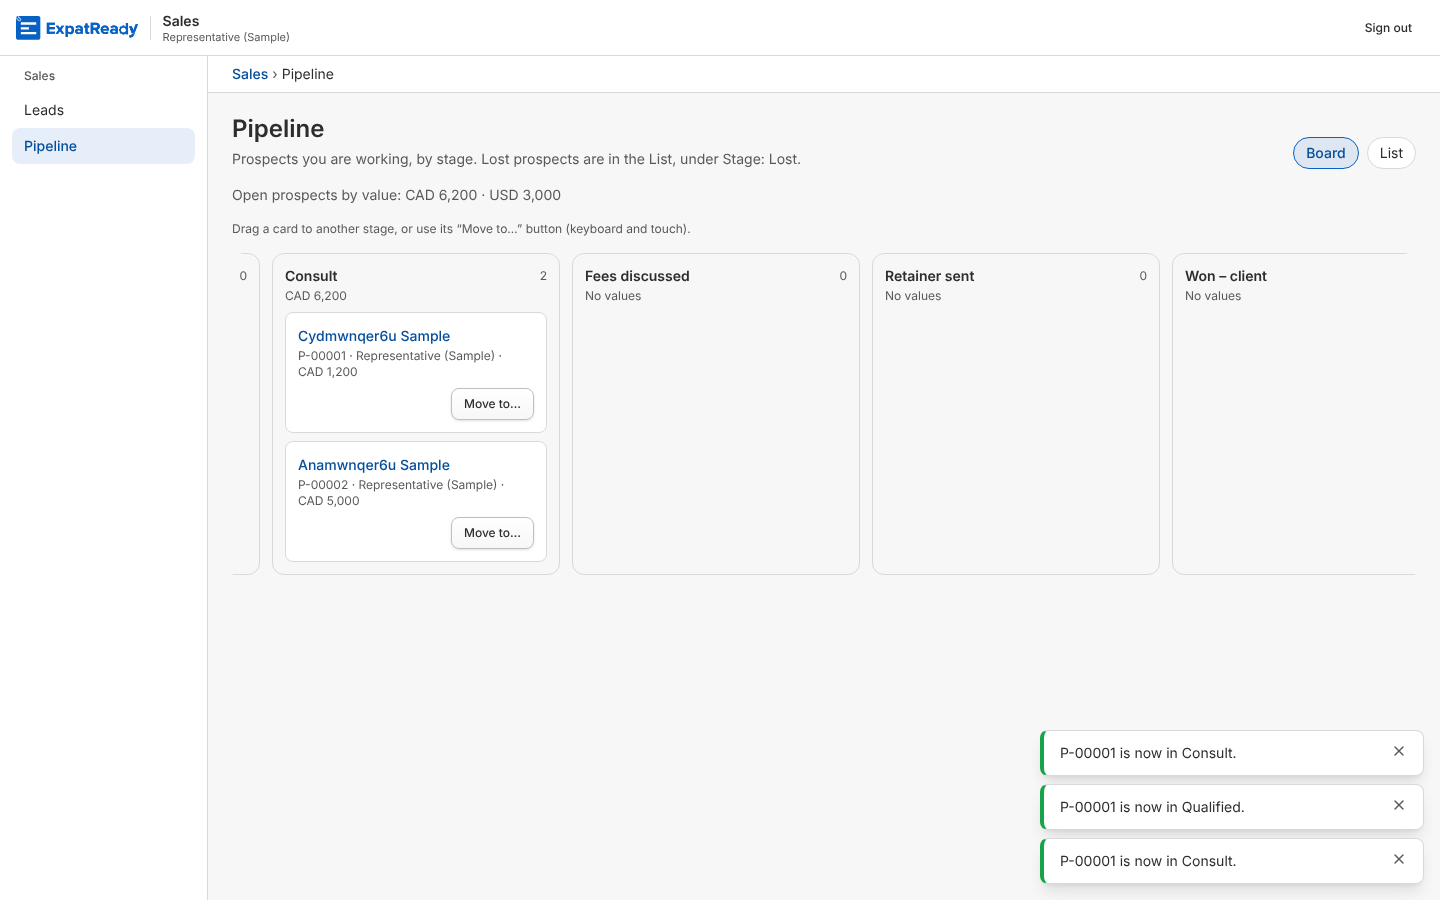 ExpatReady
Sales
Representative (Sample)
Sign out
Sales
Leads
Pipeline
Sales › Pipeline
Pipeline
Prospects you are working, by stage. Lost prospects are in the List, under Stage: Lost.
Board
List
Open prospects by value: CAD 6,200 · USD 3,000
Drag a card to another stage, or use its “Move to…” button (keyboard and touch).
0
Consult 2
CAD 6,200
Cydmwnqer6u Sample
P-00001 · Representative (Sample) ·
CAD 1,200
Move to…
Anamwnqer6u Sample
P-00002 · Representative (Sample) ·
CAD 5,000
Move to…
Fees discussed 0
No values
Retainer sent 0
No values
Won – client
No values
P-00001 is now in Consult.
P-00001 is now in Qualified.
P-00001 is now in Consult.